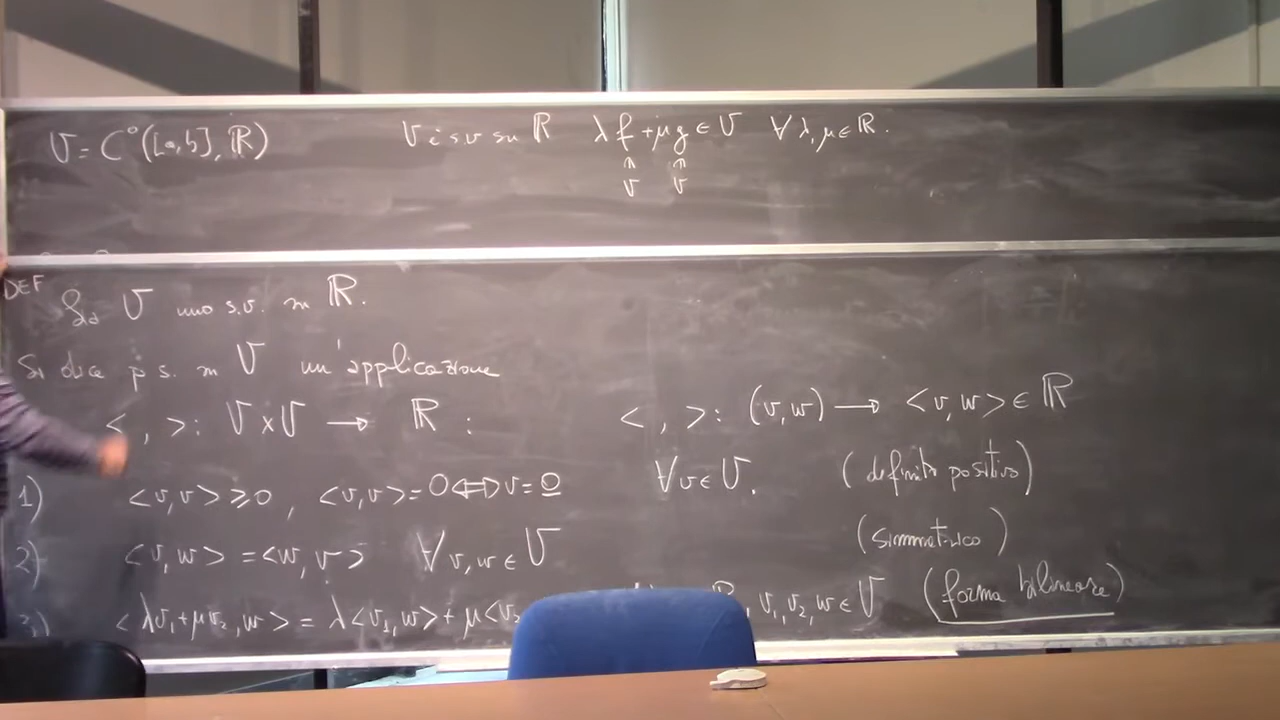 V = C⁰([a,b], ℝ) V è s.v. su ℝ λf + μg ∈ V ∀ λ, μ ∈ ℝ.
↑ ↑
V V
DEF
Sia V uno s.v. su ℝ.
Si dice p.s. su V un'applicazione
< , >: V x V → ℝ : < , >: (v,w) → <v,w> ∈ ℝ
1) <v,v> ≥ 0, <v,v> = 0 ⟺ v = 0 ∀ v ∈ V. (definito positivo)
2) <v,w> = <w,v> ∀ v,w ∈ V (simmetrico)
3) <λv₁+μv₂,w> = λ<v₁,w> + μ<v₂ , v₁, v₂, w ∈ V (forma bilineare)